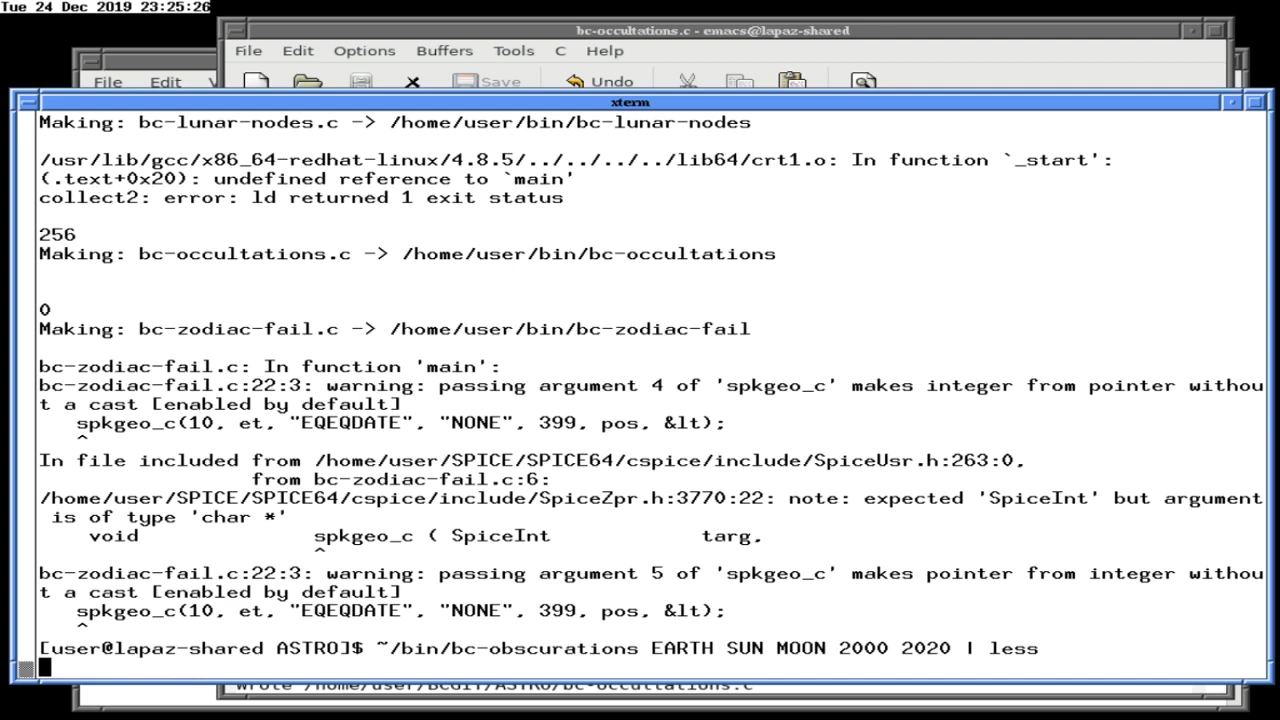 Tue 24 Dec 2019 23:25:26
bc-occultations.c - emacs@lapaz-shared
File Edit Options Buffers Tools C Help
File Edit V
Save Undo
xterm
Making: bc-lunar-nodes.c -> /home/user/bin/bc-lunar-nodes
/usr/lib/gcc/x86_64-redhat-linux/4.8.5/../../../../lib64/crt1.o: In function `_start':
(.text+0x20): undefined reference to `main'
collect2: error: ld returned 1 exit status
256
Making: bc-occultations.c -> /home/user/bin/bc-occultations
0
Making: bc-zodiac-fail.c -> /home/user/bin/bc-zodiac-fail
bc-zodiac-fail.c: In function 'main':
bc-zodiac-fail.c:22:3: warning: passing argument 4 of 'spkgeo_c' makes integer from pointer withou
t a cast [enabled by default]
spkgeo_c(10, et, "EQEQDATE", "NONE", 399, pos, &lt);
^
In file included from /home/user/SPICE/SPICE64/cspice/include/SpiceUsr.h:263:0,
from bc-zodiac-fail.c:6:
/home/user/SPICE/SPICE64/cspice/include/SpiceZpr.h:3770:22: note: expected 'SpiceInt' but argument
is of type 'char *'
void spkgeo_c ( SpiceInt targ,
^
bc-zodiac-fail.c:22:3: warning: passing argument 5 of 'spkgeo_c' makes pointer from integer withou
t a cast [enabled by default]
spkgeo_c(10, et, "EQEQDATE", "NONE", 399, pos, &lt);
^
[user@lapaz-shared ASTRO]$ ~/bin/bc-obscurations EARTH SUN MOON 2000 2020 | less
Wrote /home/user/BCGIT/ASTRO/bc-occultations.c